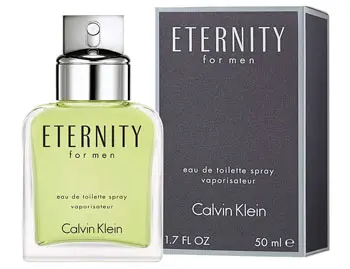 ETERNITY
for men
eau de toilette spray
vaporisateur
Calvin Klein
ETERNITY
for men
eau de toilette spray
vaporisateur
Calvin Klein
1.7 FL OZ 50 ml e